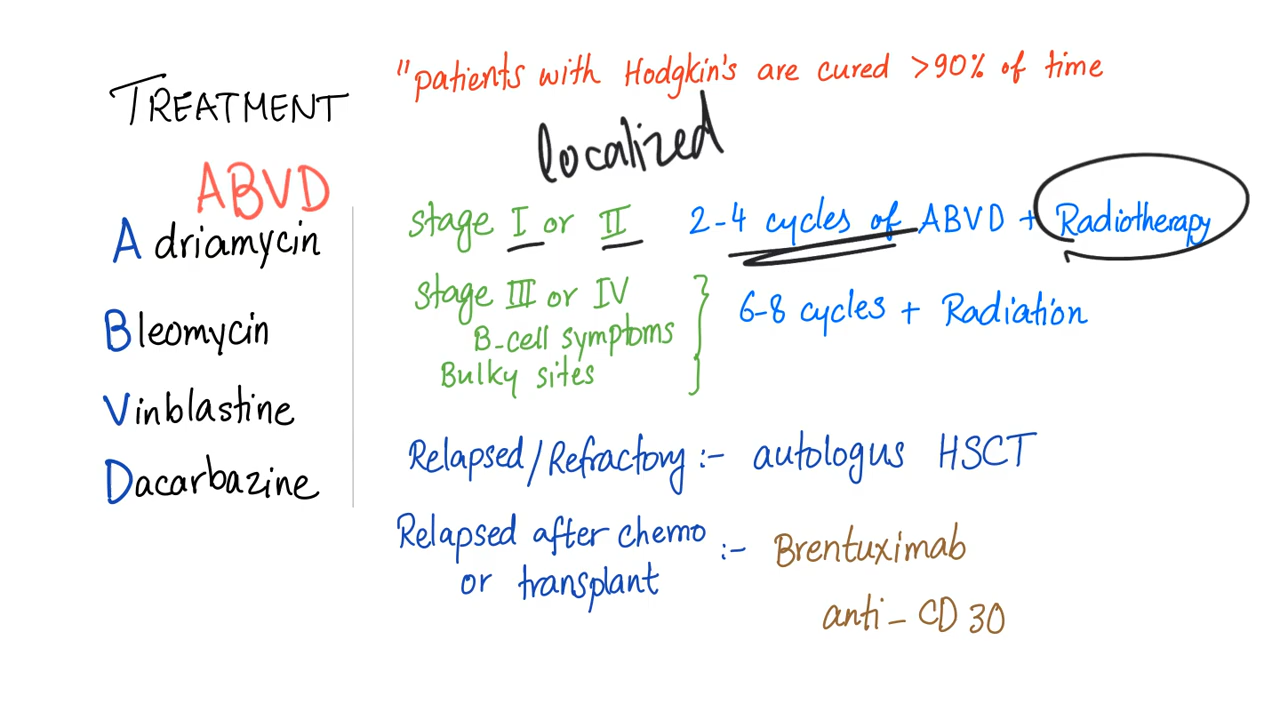 TREATMENT
ABVD
Adriamycin
Bleomycin
Vinblastine
Dacarbazine
"patients with Hodgkin's are cured >90% of time
localized
Stage I or II 2-4 cycles of ABVD + Radiotherapy
Stage III or IV
B-cell symptoms
Bulky sites
6-8 cycles + Radiation
Relapsed/Refractory :- autologus HSCT
Relapsed after chemo
or transplant :- Brentuximab
anti-CD30